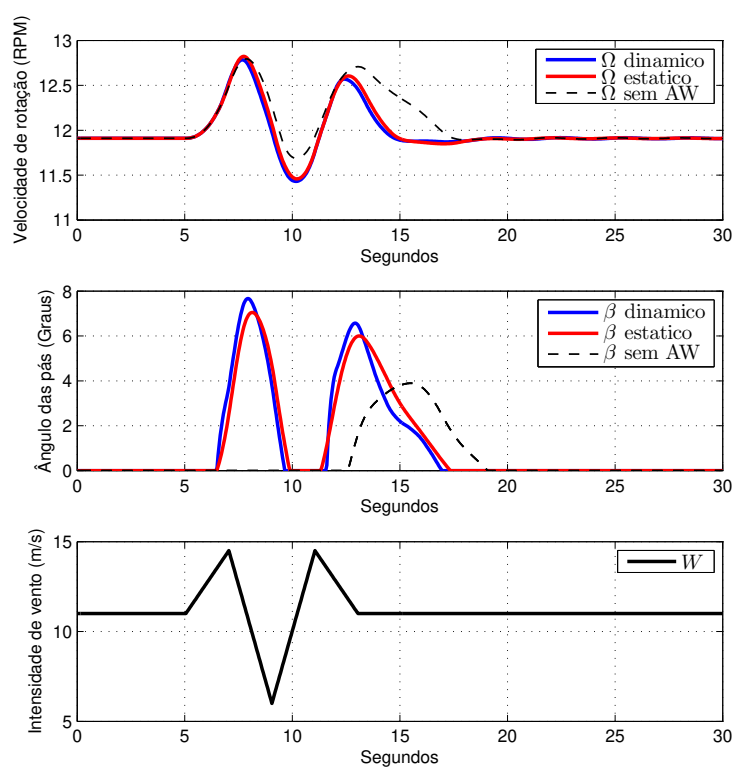 Velocidade de rotação (RPM)
13
12.5
12
11.5
11
Ω dinamico
Ω estatico
Ω sem AW
0 5 10 15 20 25 30
Segundos
Ângulo das pás (Graus)
8
6
4
2
0
β dinamico
β estatico
β sem AW
0 5 10 15 20 25 30
Segundos
Intensidade de vento (m/s)
15
10
5
W
0 5 10 15 20 25 30
Segundos